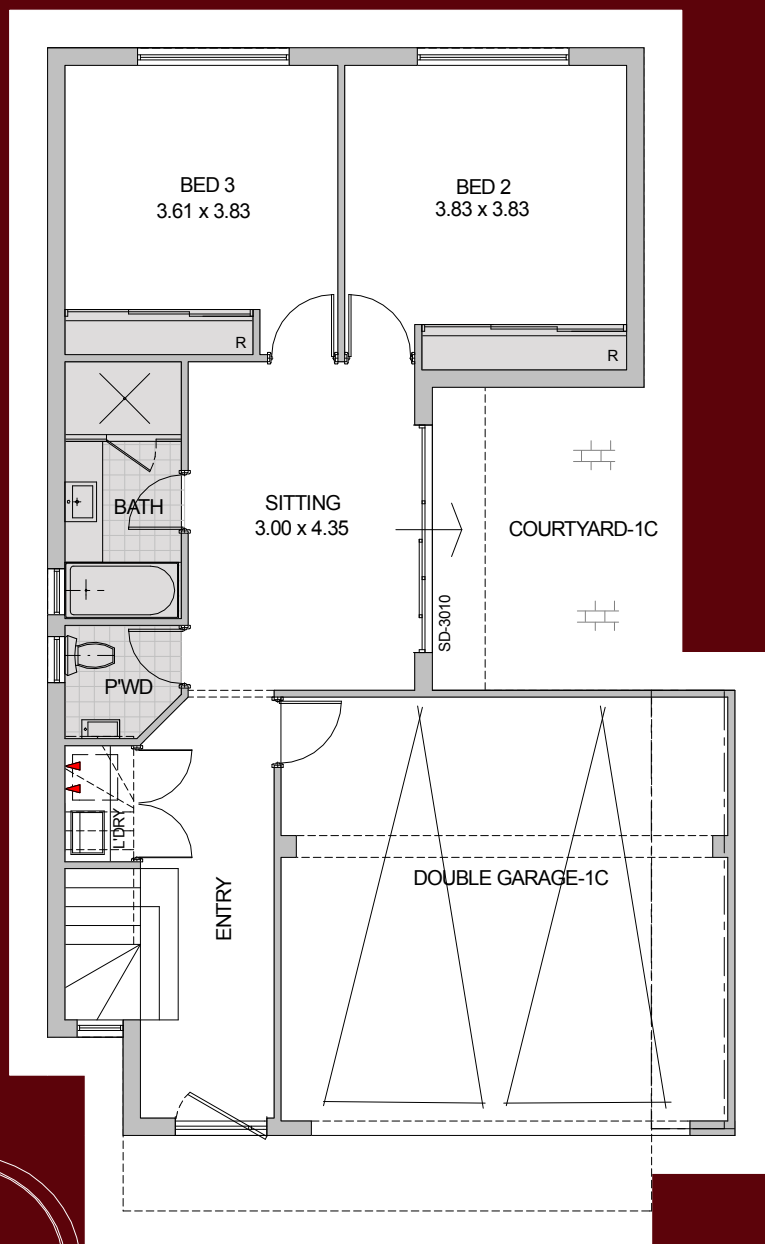 BED 3
3.61 x 3.83
BED 2
3.83 x 3.83
R
R
BATH
SITTING
3.00 x 4.35
COURTYARD-1C
SD-3010
P'WD
L'DRY
ENTRY
DOUBLE GARAGE-1C